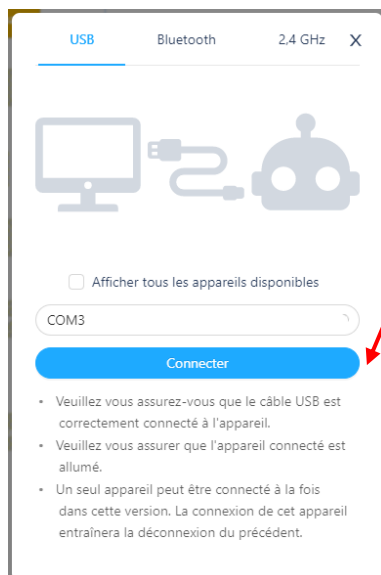 USB Bluetooth 2,4 GHz X
Afficher tous les appareils disponibles
COM3
Connecter
• Veuillez vous assurez-vous que le câble USB est
correctement connecté à l'appareil.
• Veuillez vous assurer que l'appareil connecté est
allumé.
• Un seul appareil peut être connecté à la fois
dans cette version. La connexion de cet appareil
entraînera la déconnexion du précédent.